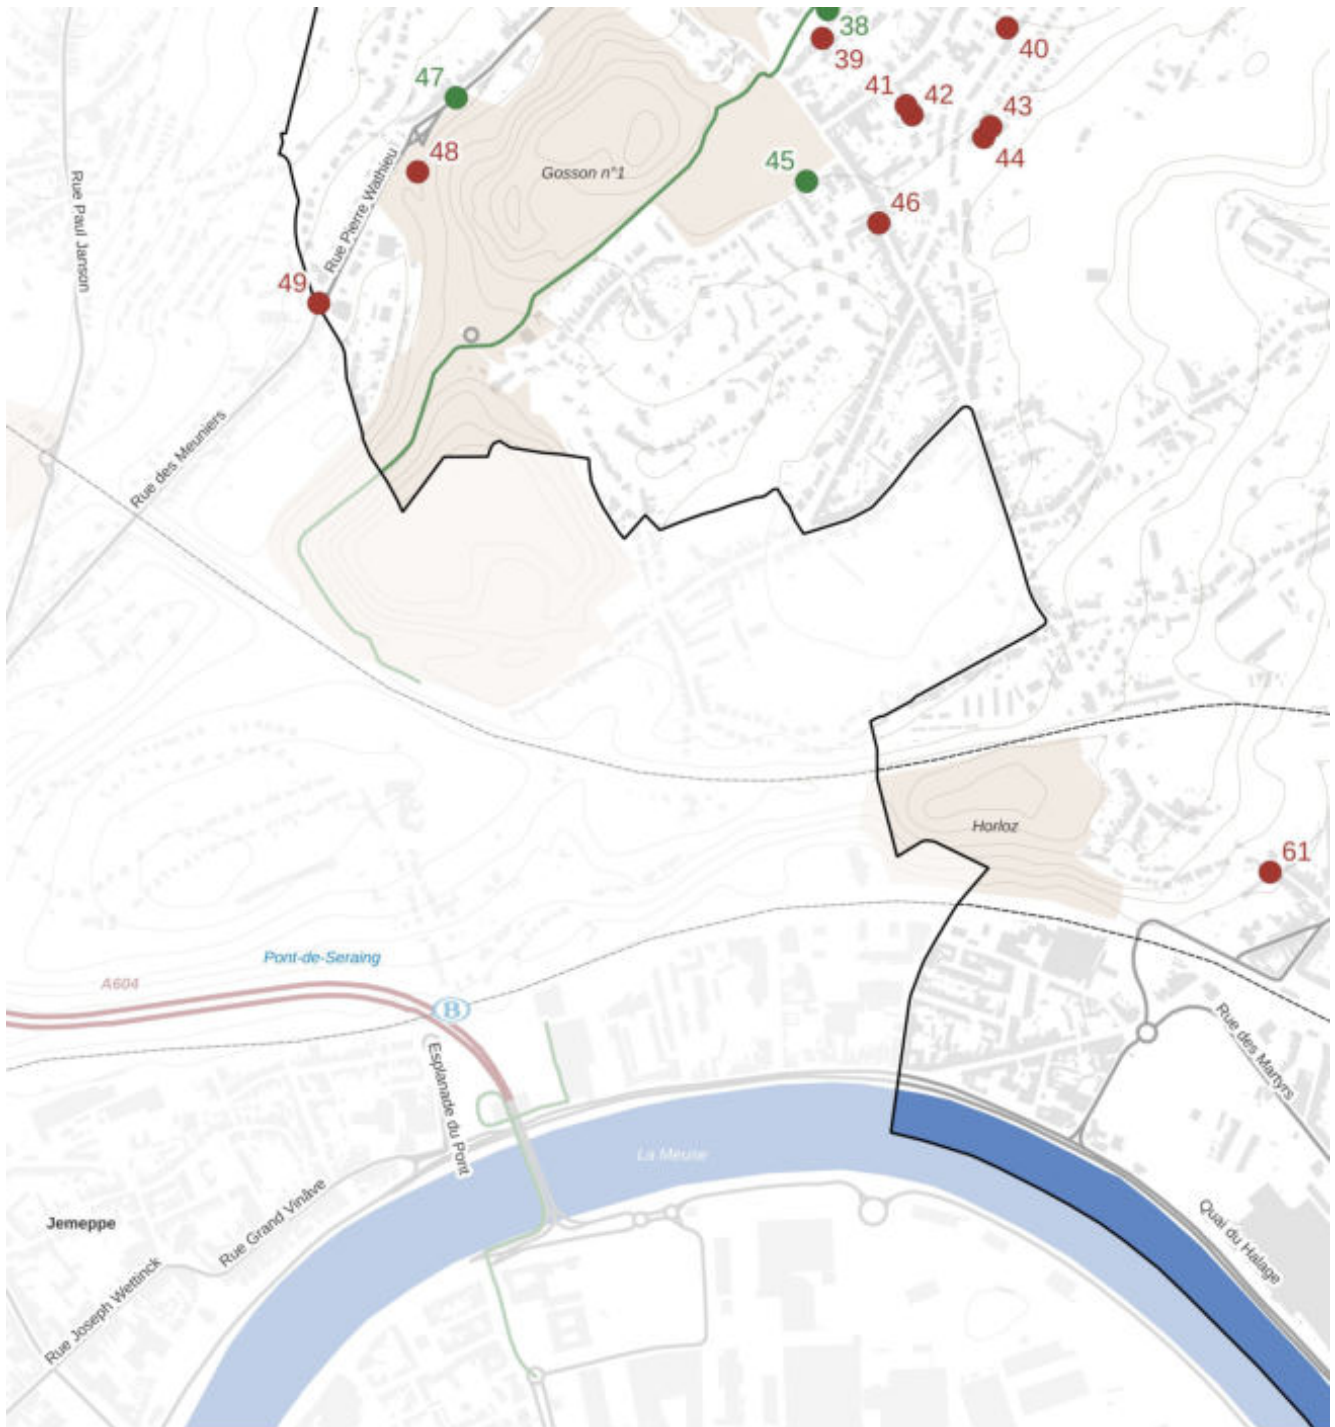 38
39
40
47
41
42
43
48
44
Gosson n°1
45
46
Rue Paul Janson
Rue Pierre Wathieu
49
Rue des Meuniers
Horloz
61
Pont-de-Seraing
A604
B
Rue des Martyrs
Esplanade du Pont
La Meuse
Jemeppe
Rue Grand Vinâve
Quai du Halage
Rue Joseph Wettinck